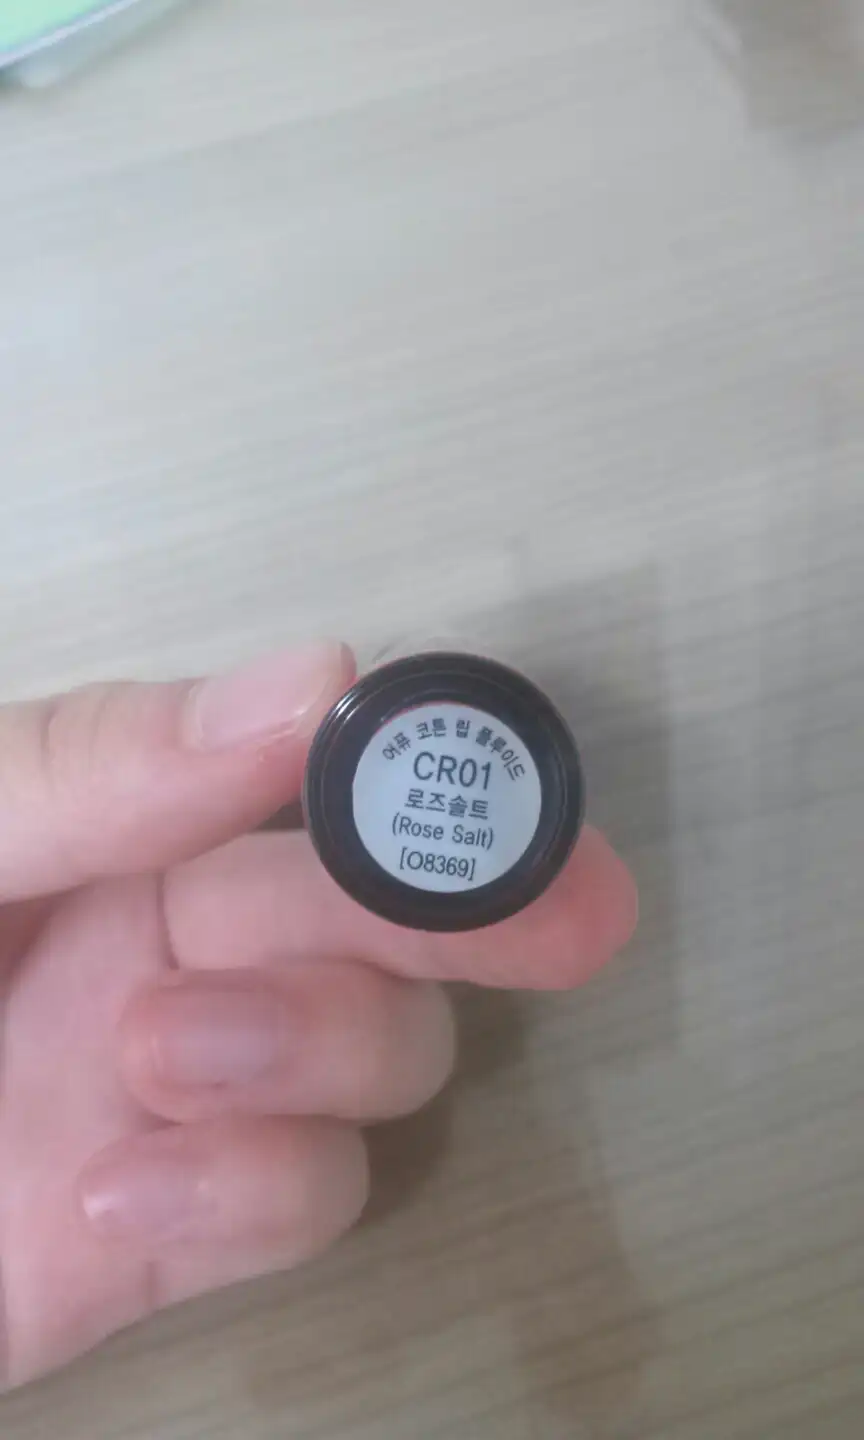 어퓨 코튼 립 플루이드
CR01
로즈솔트
(Rose Salt)
[O8369]